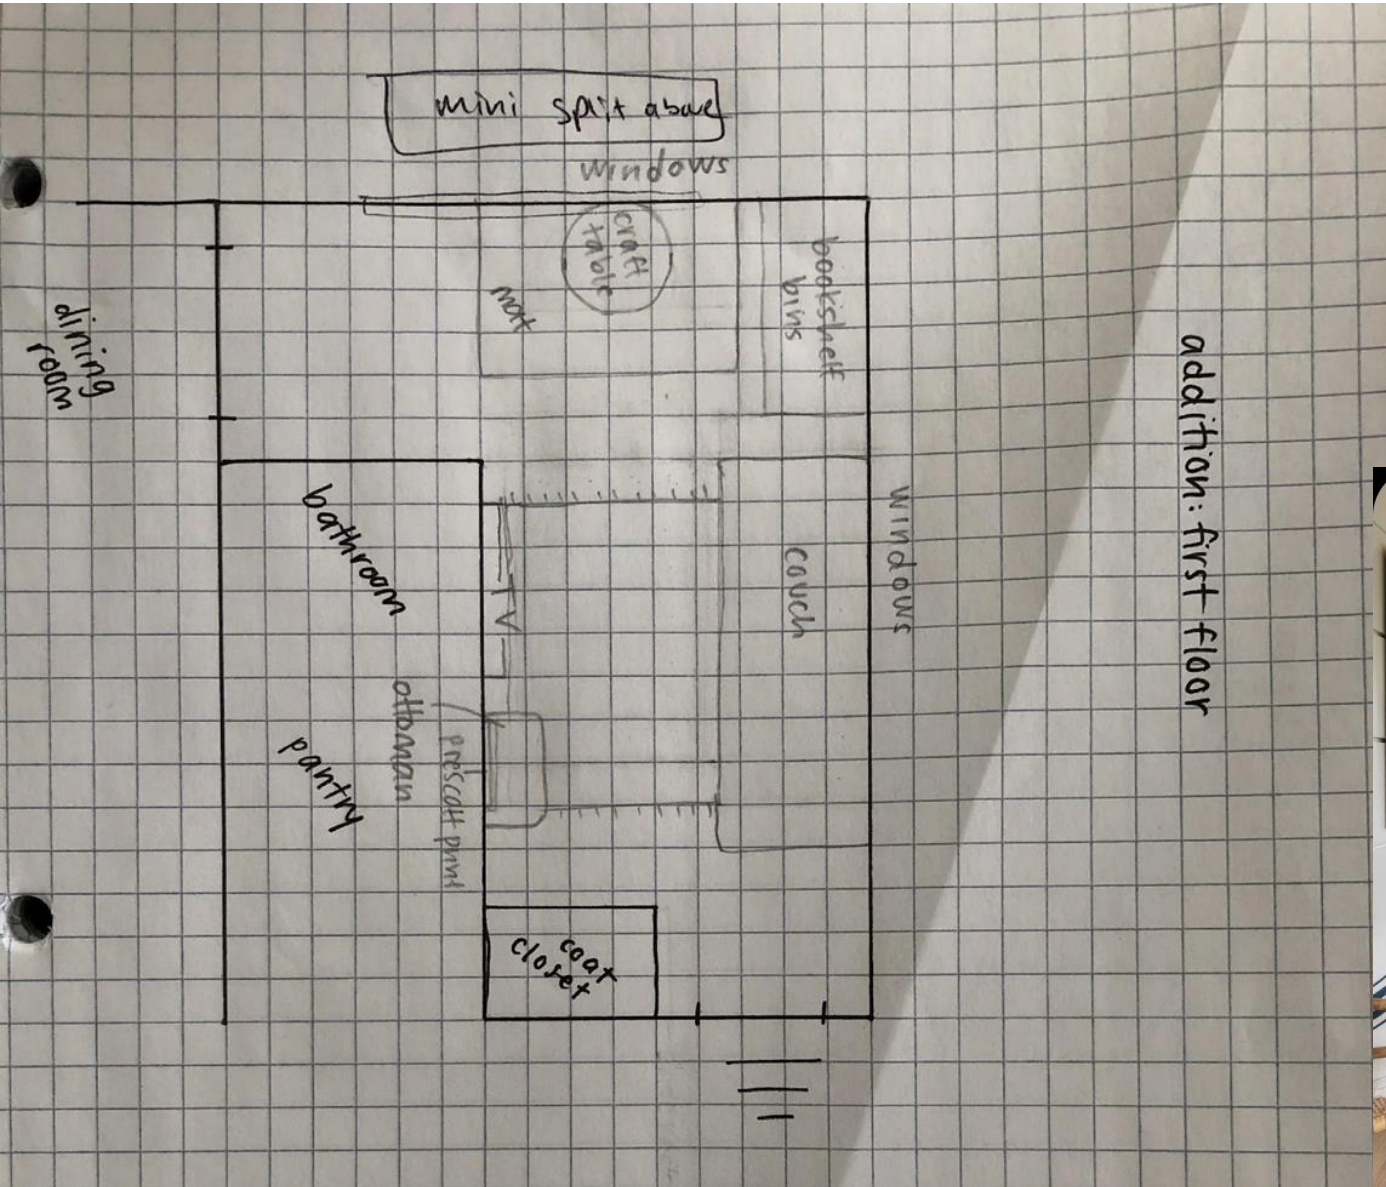 mini split above
windows
craft
table
mat
bookshelf
bins
dining
room
bathroom
TV
couch
windows
addition: first floor
ottoman
prescott print
pantry
coat
closet